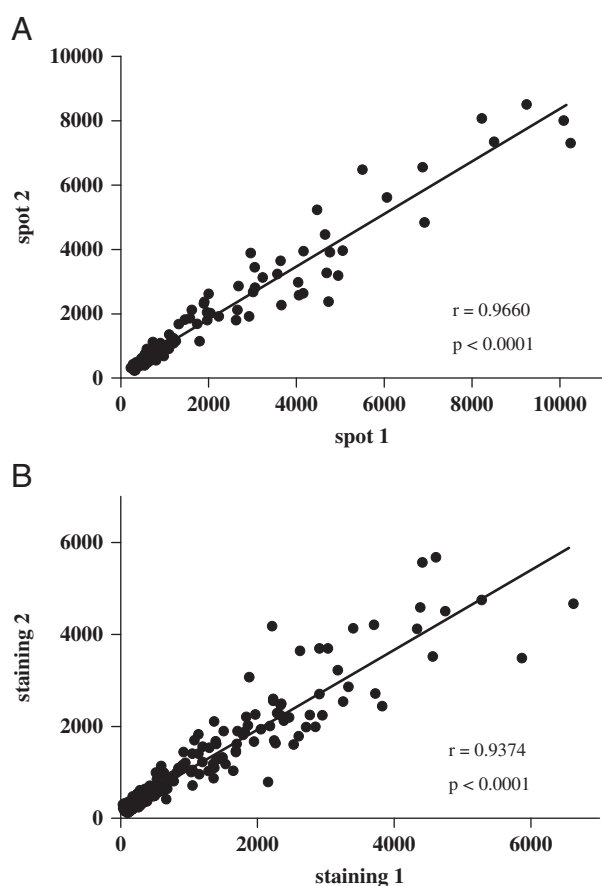 A
10000
8000
6000
4000
2000
0
spot 2
r = 0.9660
p < 0.0001
0 2000 4000 6000 8000 10000
spot 1
B
6000
4000
2000
0
staining 2
r = 0.9374
p < 0.0001
0 2000 4000 6000
staining 1